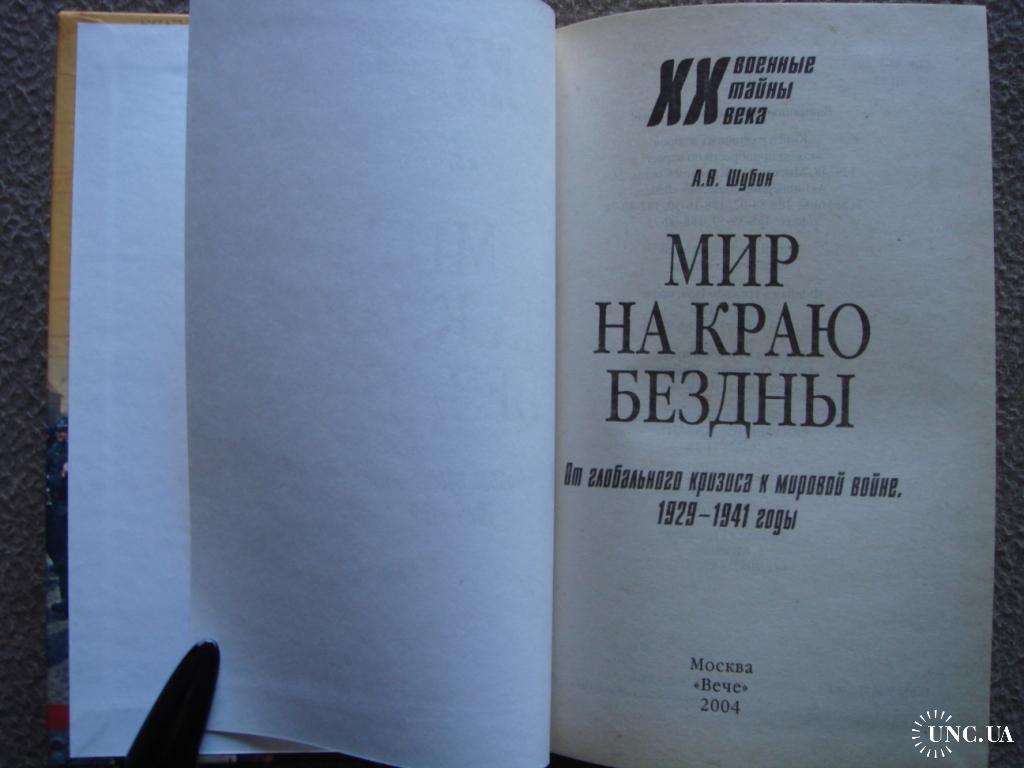 XX военные
тайны
века
А.В. Шубин
МИР
НА КРАЮ
БЕЗДНЫ
От глобального кризиса к мировой войне.
1929–1941 годы
Москва
«Вече»
2004
UNC.UA